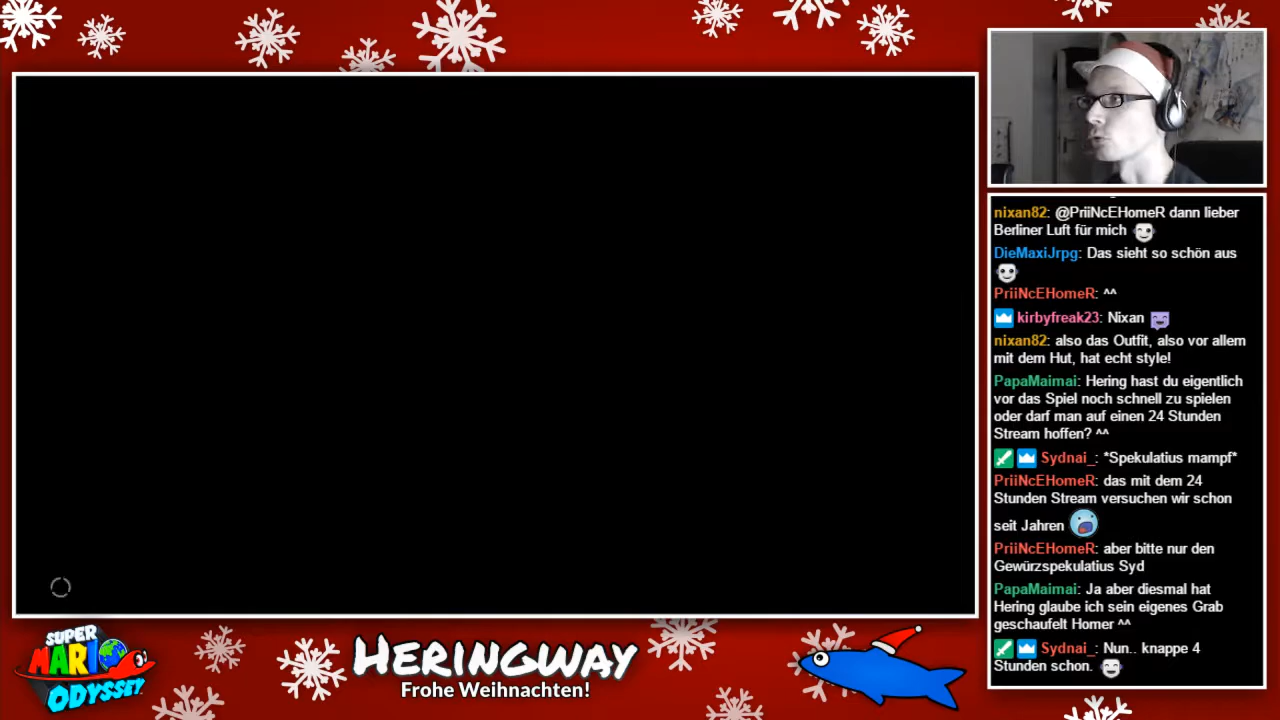 nixan82: @PriiNcEHomeR dann lieber
Berliner Luft für mich
DieMaxiJrpg: Das sieht so schön aus
PriiNcEHomeR: ^^
kirbyfreak23: Nixan
nixan82: also das Outfit, also vor allem
mit dem Hut, hat echt style!
PapaMaimai: Hering hast du eigentlich
vor das Spiel noch schnell zu spielen
oder darf man auf einen 24 Stunden
Stream hoffen? ^^
Sydnai_: *Spekulatius mampf*
PriiNcEHomeR: das mit dem 24
Stunden Stream versuchen wir schon
seit Jahren
PriiNcEHomeR: aber bitte nur den
Gewürzspekulatius Syd
PapaMaimai: Ja aber diesmal hat
Hering glaube ich sein eigenes Grab
geschaufelt Homer ^^
Sydnai_: Nun.. knappe 4
Stunden schon.
SUPER
MARIO
ODYSSEY
HERINGWAY
Frohe Weihnachten!